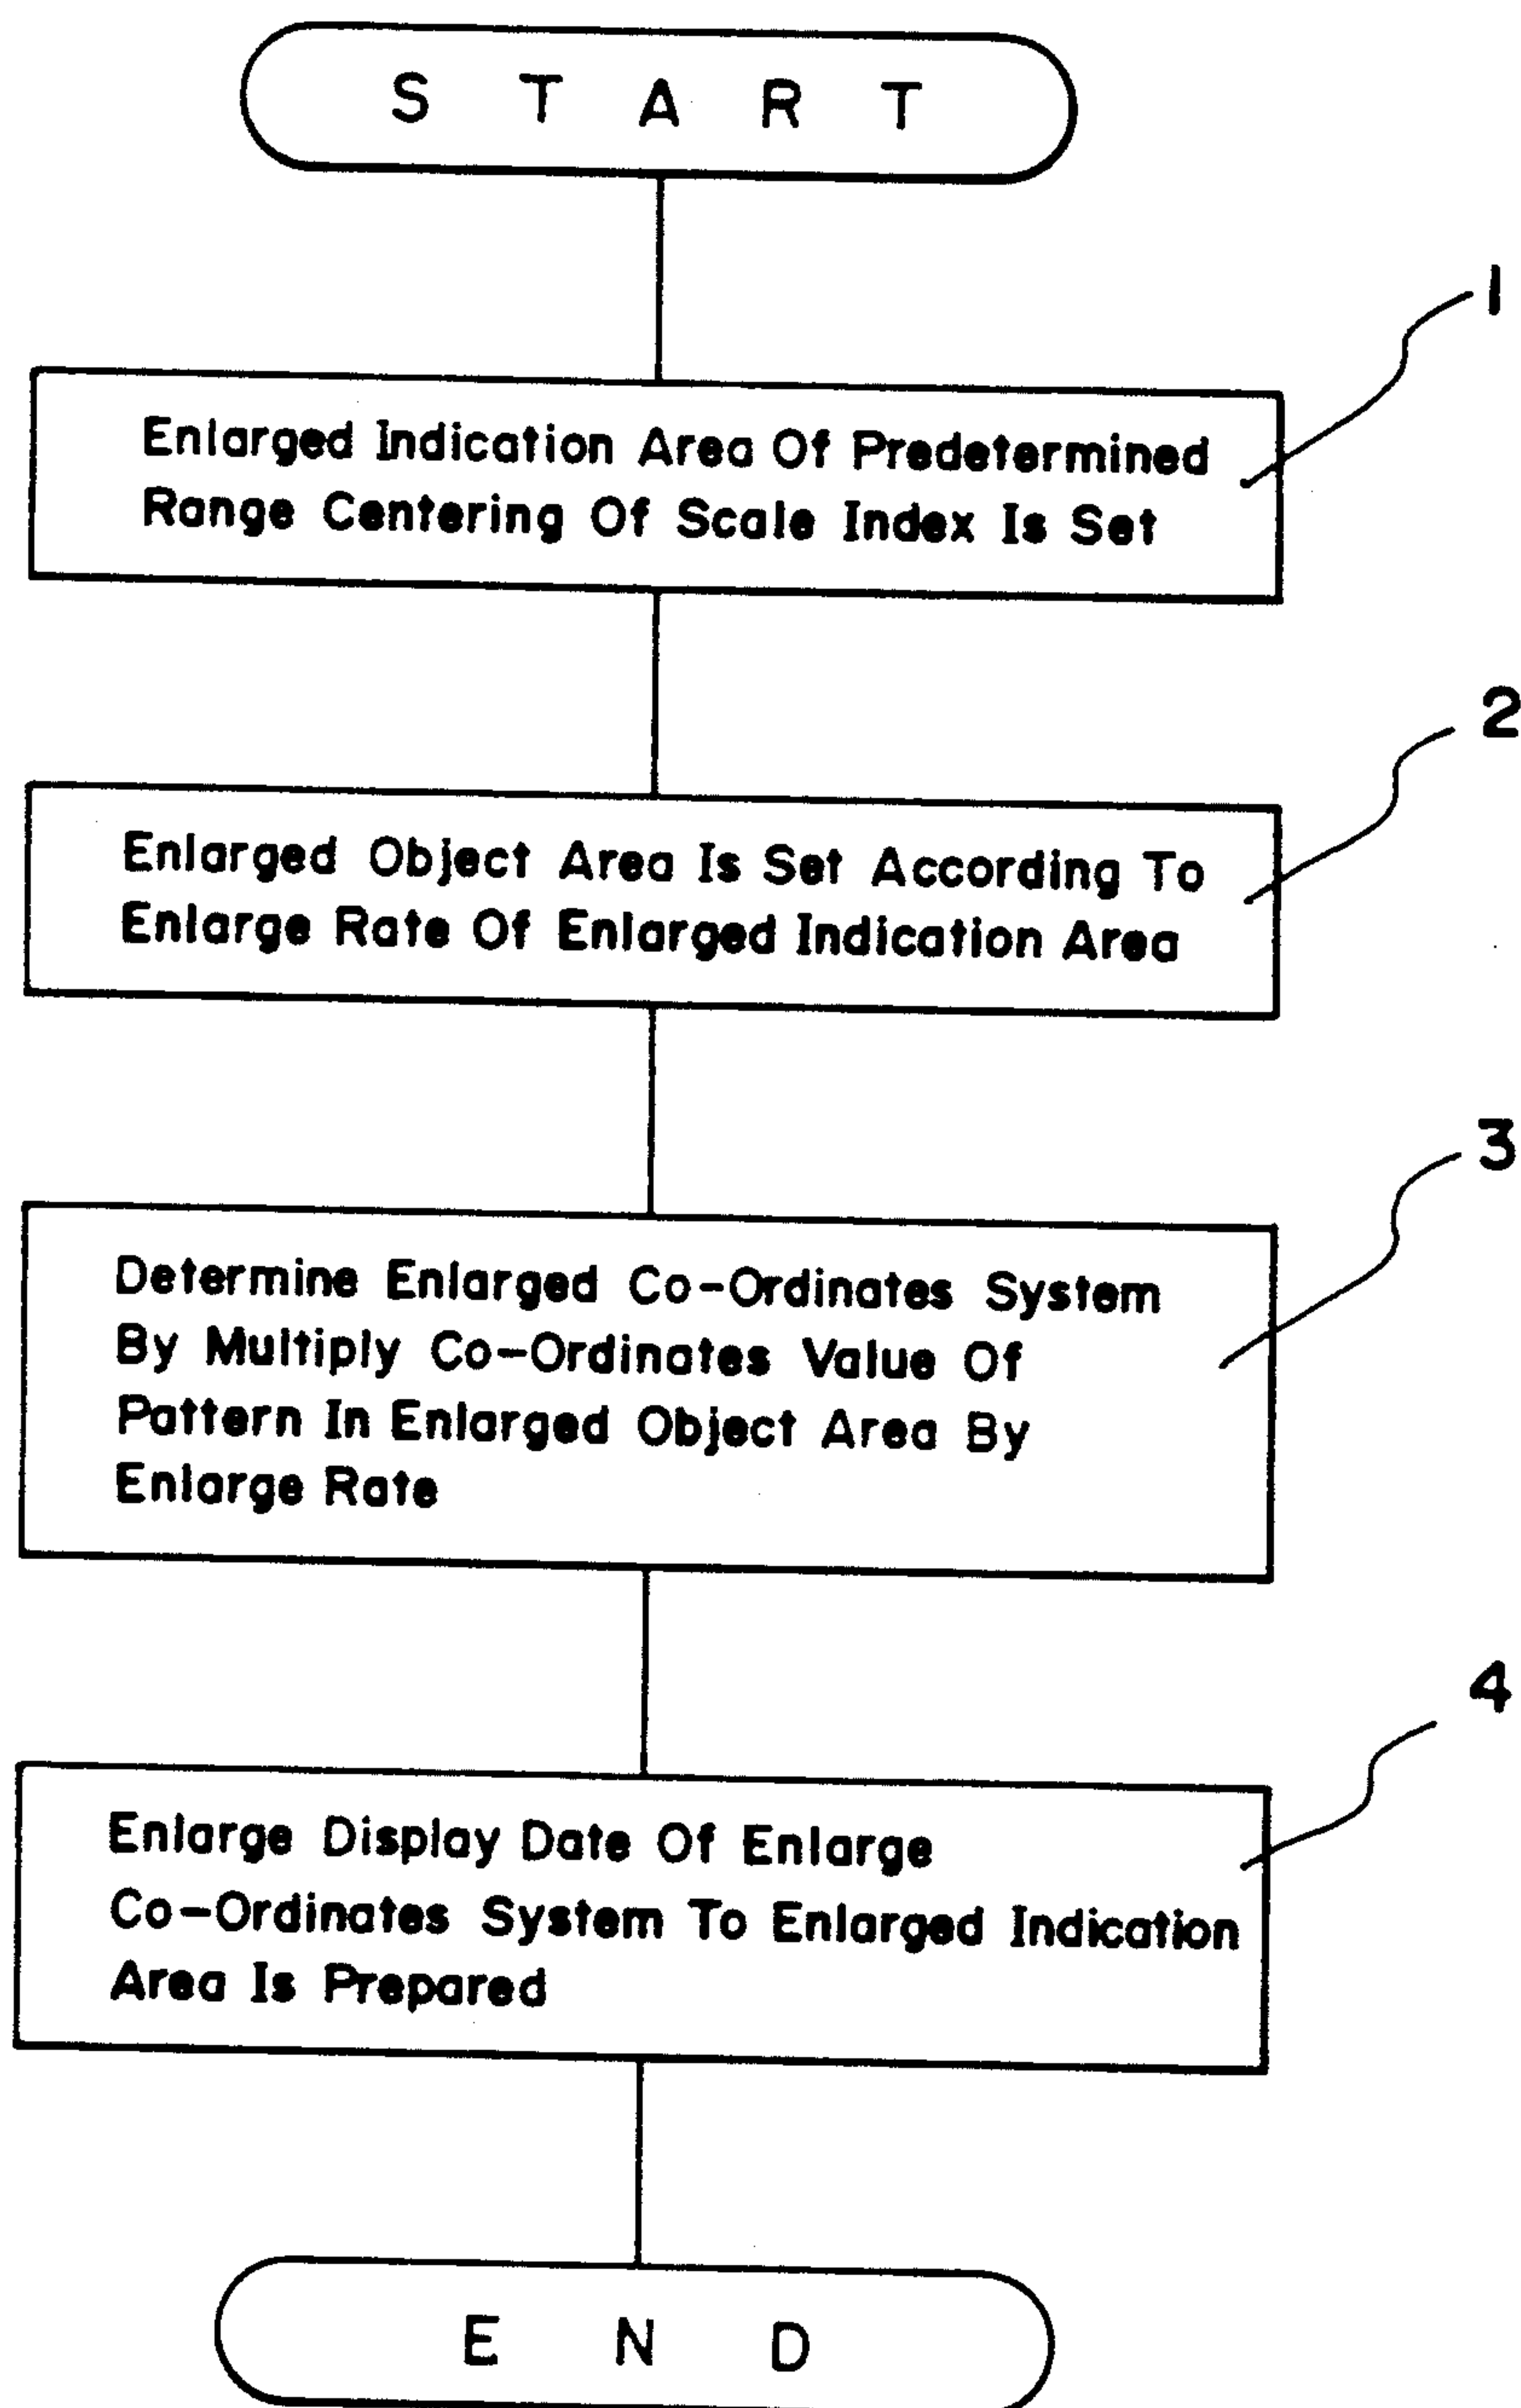 S T A R T
1
Enlarged Indication Area Of Predetermined
Range Centering Of Scale Index Is Set
2
Enlarged Object Area Is Set According To
Enlarge Rate Of Enlarged Indication Area
3
Determine Enlarged Co-Ordinates System
By Multiply Co-Ordinates Value Of
Pattern In Enlarged Object Area By
Enlarge Rate
4
Enlarge Display Date Of Enlarge
Co-Ordinates System To Enlarged Indication
Area Is Prepared
E N D